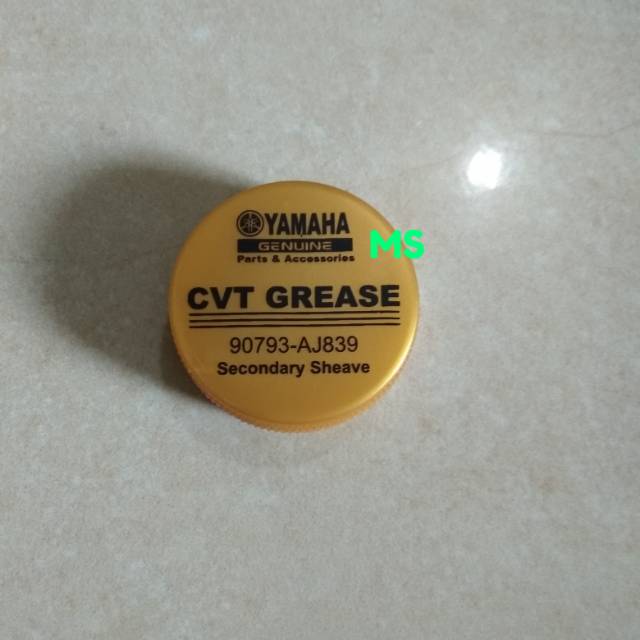 YAMAHA
GENUINE
Parts & Accessories
MS
CVT GREASE
90793-AJ839
Secondary Sheave